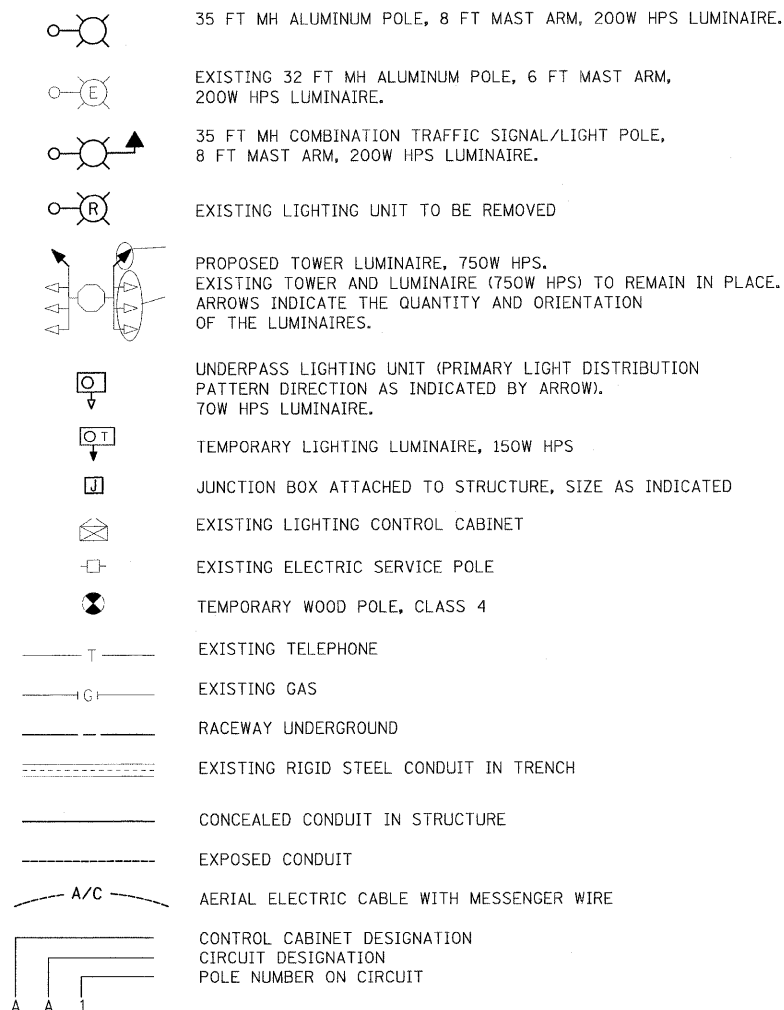 35 FT MH ALUMINUM POLE, 8 FT MAST ARM, 200W HPS LUMINAIRE.
E
EXISTING 32 FT MH ALUMINUM POLE, 6 FT MAST ARM,
200W HPS LUMINAIRE.
35 FT MH COMBINATION TRAFFIC SIGNAL/LIGHT POLE,
8 FT MAST ARM, 200W HPS LUMINAIRE.
R
EXISTING LIGHTING UNIT TO BE REMOVED
PROPOSED TOWER LUMINAIRE, 750W HPS.
EXISTING TOWER AND LUMINAIRE (750W HPS) TO REMAIN IN PLACE.
ARROWS INDICATE THE QUANTITY AND ORIENTATION
OF THE LUMINAIRES.
UNDERPASS LIGHTING UNIT (PRIMARY LIGHT DISTRIBUTION
PATTERN DIRECTION AS INDICATED BY ARROW).
70W HPS LUMINAIRE.
T
TEMPORARY LIGHTING LUMINAIRE, 150W HPS
J
JUNCTION BOX ATTACHED TO STRUCTURE, SIZE AS INDICATED
EXISTING LIGHTING CONTROL CABINET
EXISTING ELECTRIC SERVICE POLE
TEMPORARY WOOD POLE, CLASS 4
T
EXISTING TELEPHONE
G
EXISTING GAS
RACEWAY UNDERGROUND
EXISTING RIGID STEEL CONDUIT IN TRENCH
CONCEALED CONDUIT IN STRUCTURE
EXPOSED CONDUIT
A/C
AERIAL ELECTRIC CABLE WITH MESSENGER WIRE
CONTROL CABINET DESIGNATION
CIRCUIT DESIGNATION
POLE NUMBER ON CIRCUIT
A A 1